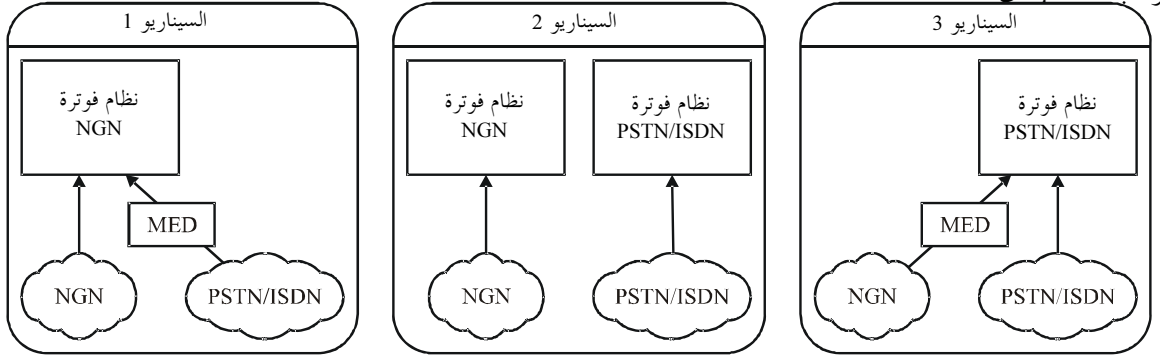 السيناريو 1
نظام فوترة
NGN
MED
NGN
PSTN/ISDN
السيناريو 2
نظام فوترة
NGN
نظام فوترة
PSTN/ISDN
NGN
PSTN/ISDN
السيناريو 3
نظام فوترة
PSTN/ISDN
MED
NGN
PSTN/ISDN